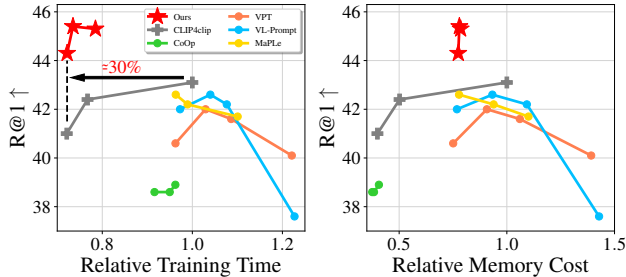 R@1↑
46
44
42
40
38
Ours
CLIP4clip
CoOp
VPT
VL-Prompt
MaPLe
≈30%
0.8
1.0
1.2
Relative Training Time
R@1↑
46
44
42
40
38
0.5
1.0
1.5
Relative Memory Cost